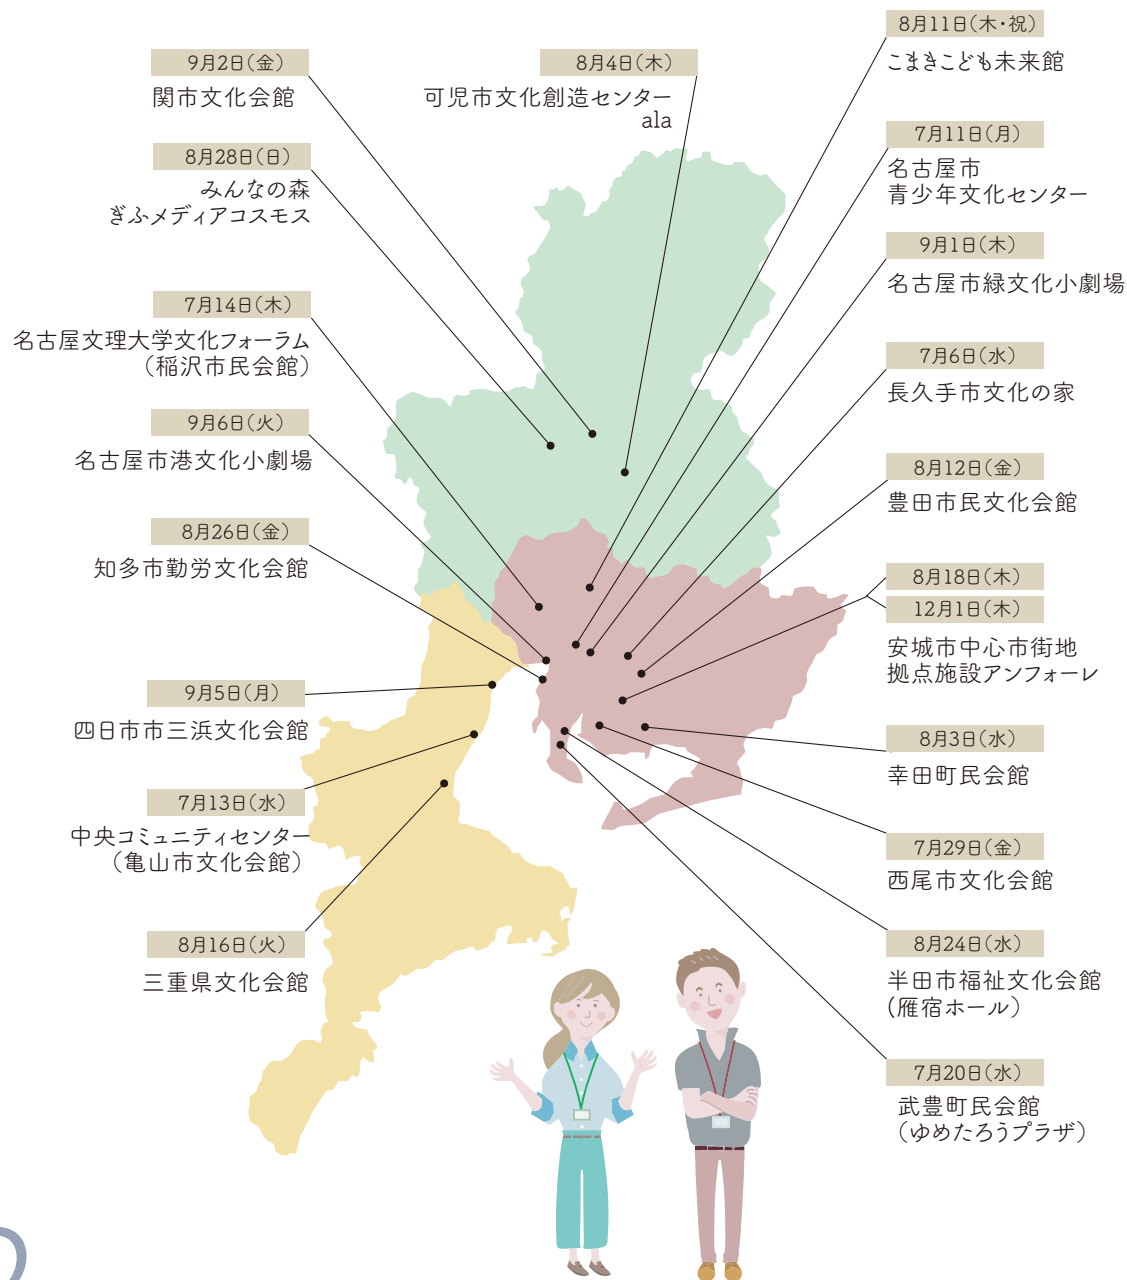 9月2日(金)
関市文化会館
8月28日(日)
みんなの森
ぎふメディアコスモス
7月14日(木)
名古屋文理大学文化フォーラム
(稲沢市民会館)
9月6日(火)
名古屋市港文化小劇場
8月26日(金)
知多市勤労文化会館
9月5日(月)
四日市市三浜文化会館
7月13日(水)
中央コミュニティセンター
(亀山市文化会館)
8月16日(火)
三重県文化会館
8月4日(木)
可児市文化創造センター
ala
8月11日(木・祝)
こまきこども未来館
7月11日(月)
名古屋市
青少年文化センター
9月1日(木)
名古屋市緑文化小劇場
7月6日(水)
長久手市文化の家
8月12日(金)
豊田市民文化会館
8月18日(木)
12月1日(木)
安城市中心市街地
拠点施設アンフォーレ
8月3日(水)
幸田町民会館
7月29日(金)
西尾市文化会館
8月24日(水)
半田市福祉文化会館
(雁宿ホール)
7月20日(水)
武豊町民会館
(ゆめたろうプラザ)